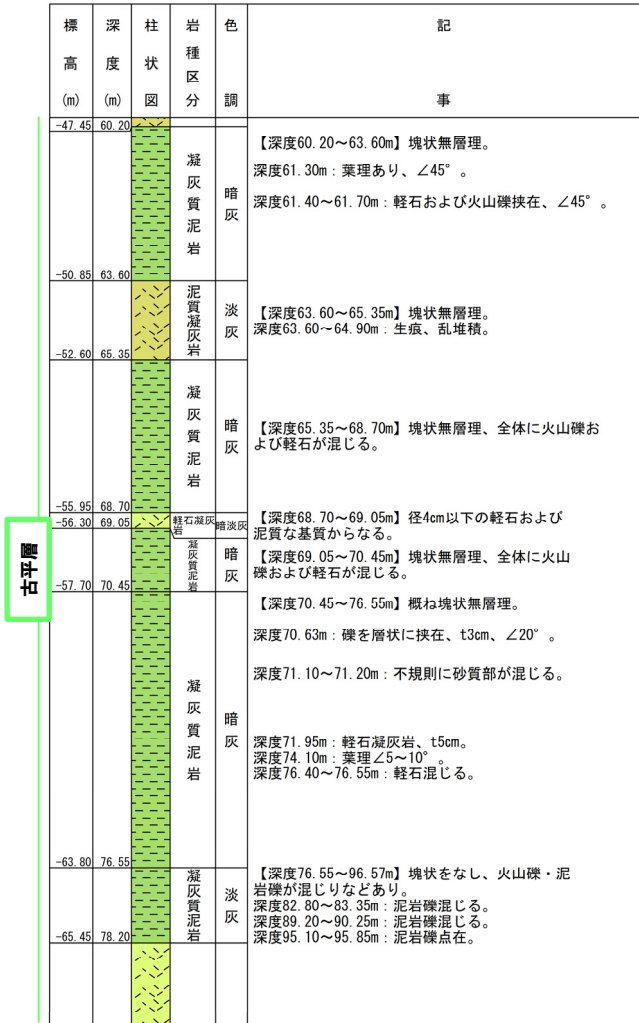 標高(m)
深度(m)
柱状図
岩種区分
色調
記事
-47.45 60.20
【深度60.20～63.60m】塊状無層理。
深度61.30m：葉理あり、∠45°。
深度61.40～61.70m：軽石および火山礫挟在、∠45°。
凝灰質泥岩
暗灰
-50.85 63.60
泥質凝灰岩
淡灰
【深度63.60～65.35m】塊状無層理。
深度63.60～64.90m：生痕、乱堆積。
-52.60 65.35
凝灰質泥岩
暗灰
【深度65.35～68.70m】塊状無層理、全体に火山礫お
よび軽石が混じる。
-55.95 68.70
軽石凝灰
岩
暗淡灰
【深度68.70～69.05m】径4cm以下の軽石および
泥質な基質からなる。
-56.30 69.05
凝灰質泥岩
暗灰
【深度69.05～70.45m】塊状無層理、全体に火山
礫および軽石が混じる。
-57.70 70.45
古平層
【深度70.45～76.55m】概ね塊状無層理。
深度70.63m：礫を層状に挟在、t3cm、∠20°。
深度71.10～71.20m：不規則に砂質部が混じる。
凝灰質泥岩
暗灰
深度71.95m：軽石凝灰岩、t5cm。
深度74.10m：葉理∠5～10°。
深度76.40～76.55m：軽石混じる。
-63.80 76.55
凝灰質泥岩
淡灰
【深度76.55～96.57m】塊状をなし、火山礫・泥
岩礫が混じりなどあり。
深度82.80～83.35m：泥岩礫混じる。
深度89.20～90.25m：泥岩礫混じる。
深度95.10～95.85m：泥岩礫点在。
-65.45 78.20